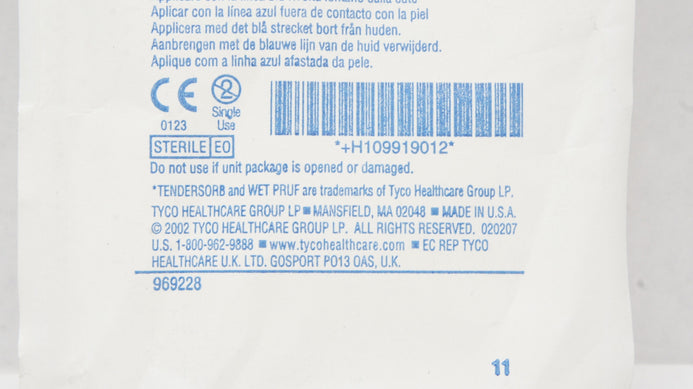 Aplicar con la línea azul fuera de contacto con la piel
Applicera med det blå strecket bort från huden.
Aanbrengen met de blauwe lijn van de huid verwijderd.
Aplique com a linha azul afastada da pele.
CE
0123
2
Single
Use
STERILE EO
*+H109919012*
Do not use if unit package is opened or damaged.
*TENDERSORB and WET PRUF are trademarks of Tyco Healthcare Group LP.
TYCO HEALTHCARE GROUP LP ■ MANSFIELD, MA 02048 ■ MADE IN U.S.A.
© 2002 TYCO HEALTHCARE GROUP LP. ALL RIGHTS RESERVED. 020207
U.S. 1-800-962-9888 ■ www.tycohealthcare.com ■ EC REP TYCO
HEALTHCARE U.K. LTD. GOSPORT PO13 OAS, U.K.
969228
11